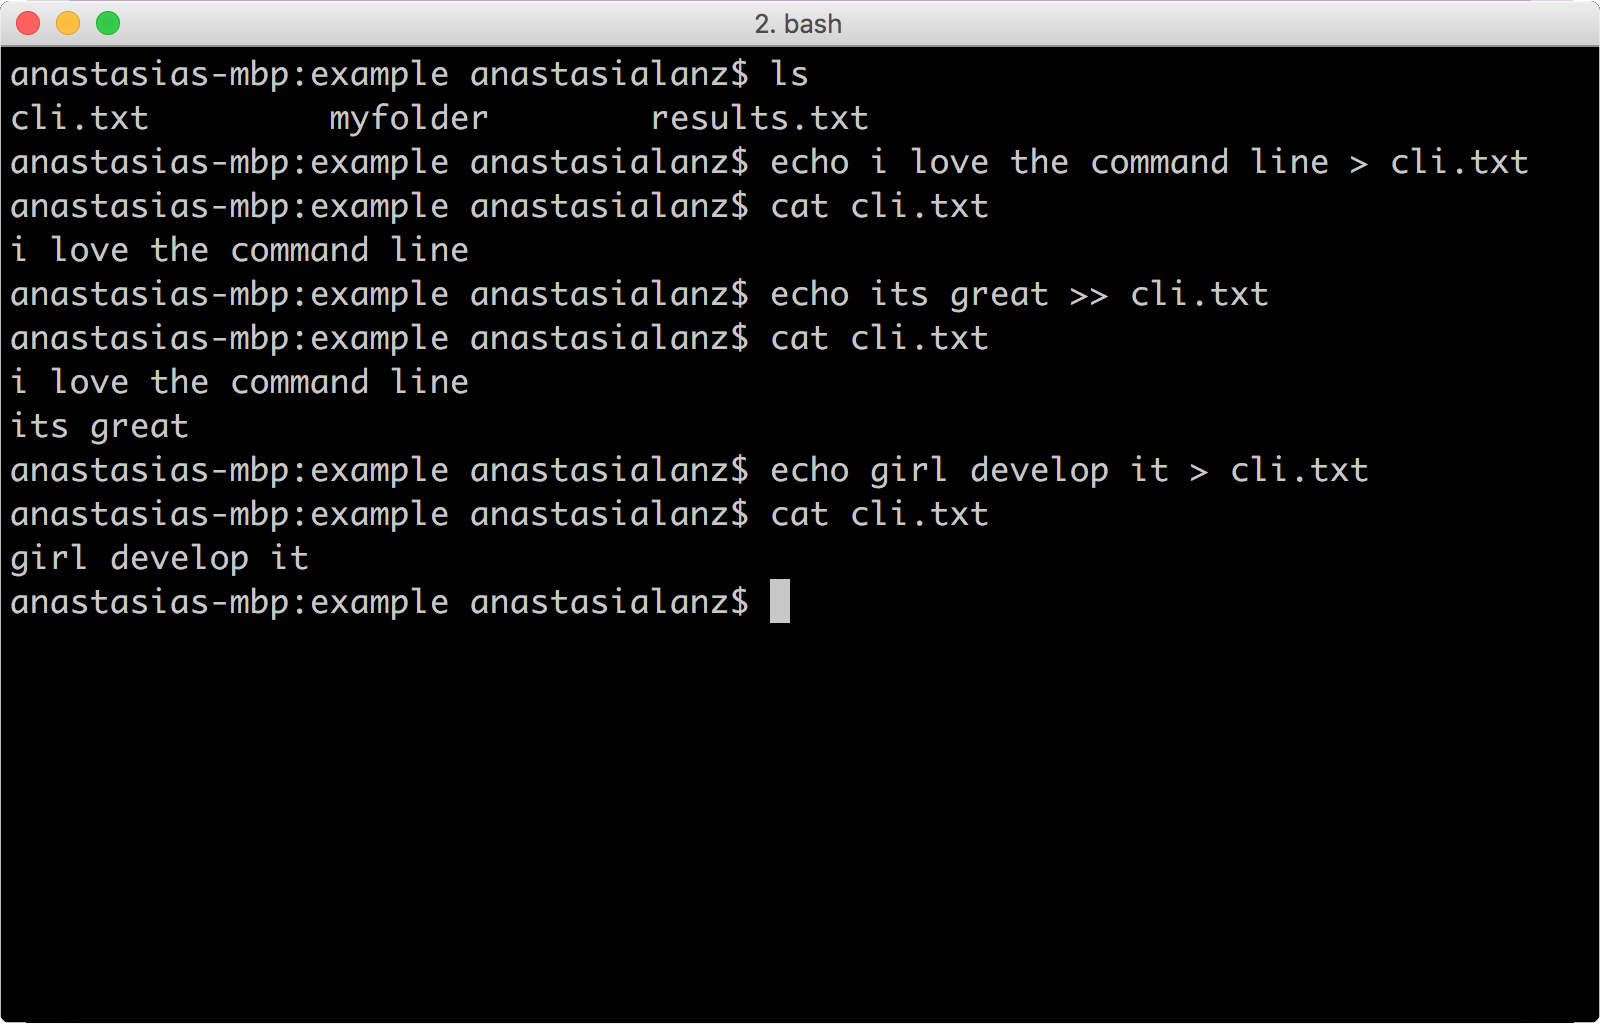 2. bash
anastasias-mbp:example anastasialanz$ ls
cli.txt         myfolder        results.txt
anastasias-mbp:example anastasialanz$ echo i love the command line > cli.txt
anastasias-mbp:example anastasialanz$ cat cli.txt
i love the command line
anastasias-mbp:example anastasialanz$ echo its great >> cli.txt
anastasias-mbp:example anastasialanz$ cat cli.txt
i love the command line
its great
anastasias-mbp:example anastasialanz$ echo girl develop it > cli.txt
anastasias-mbp:example anastasialanz$ cat cli.txt
girl develop it
anastasias-mbp:example anastasialanz$